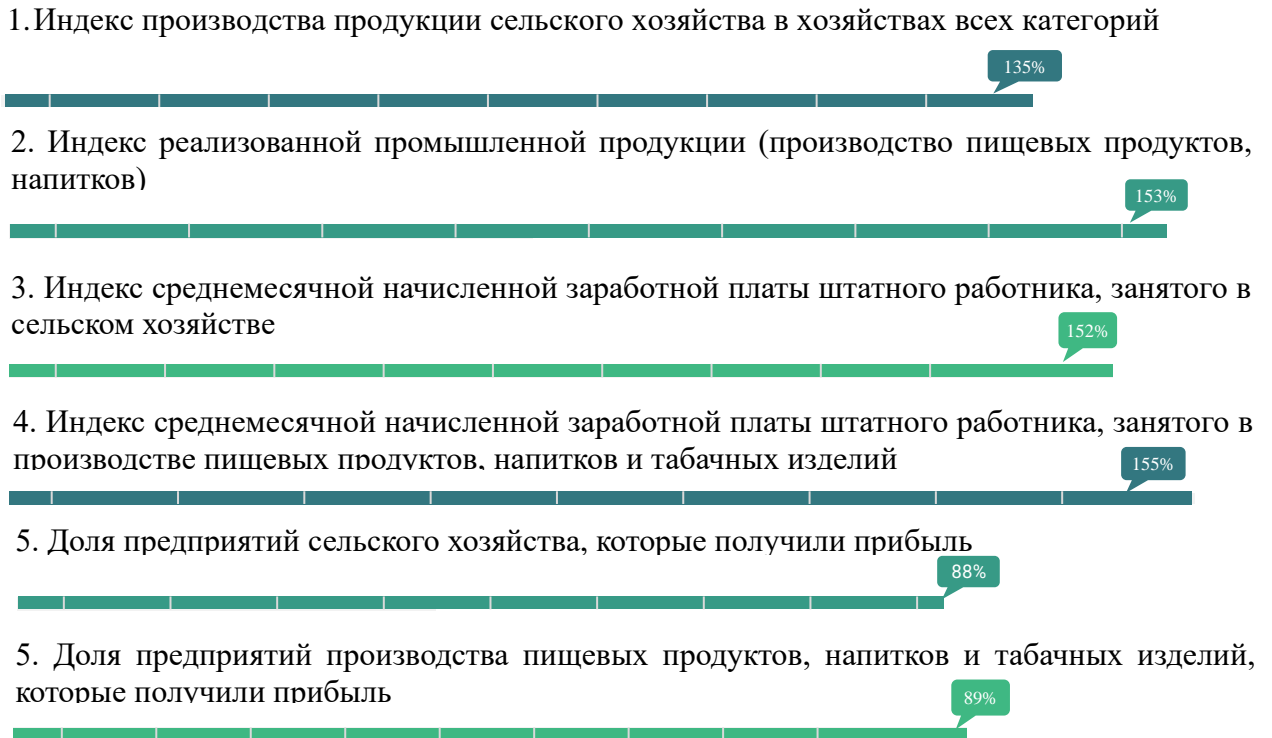 1.Индекс производства продукции сельского хозяйства в хозяйствах всех категорий
135%
2. Индекс реализованной промышленной продукции (производство пищевых продуктов,
напитков)
153%
3. Индекс среднемесячной начисленной заработной платы штатного работника, занятого в
сельском хозяйстве
152%
4. Индекс среднемесячной начисленной заработной платы штатного работника, занятого в
производстве пищевых продуктов, напитков и табачных изделий
155%
5. Доля предприятий сельского хозяйства, которые получили прибыль
88%
5. Доля предприятий производства пищевых продуктов, напитков и табачных изделий,
которые получили прибыль
89%